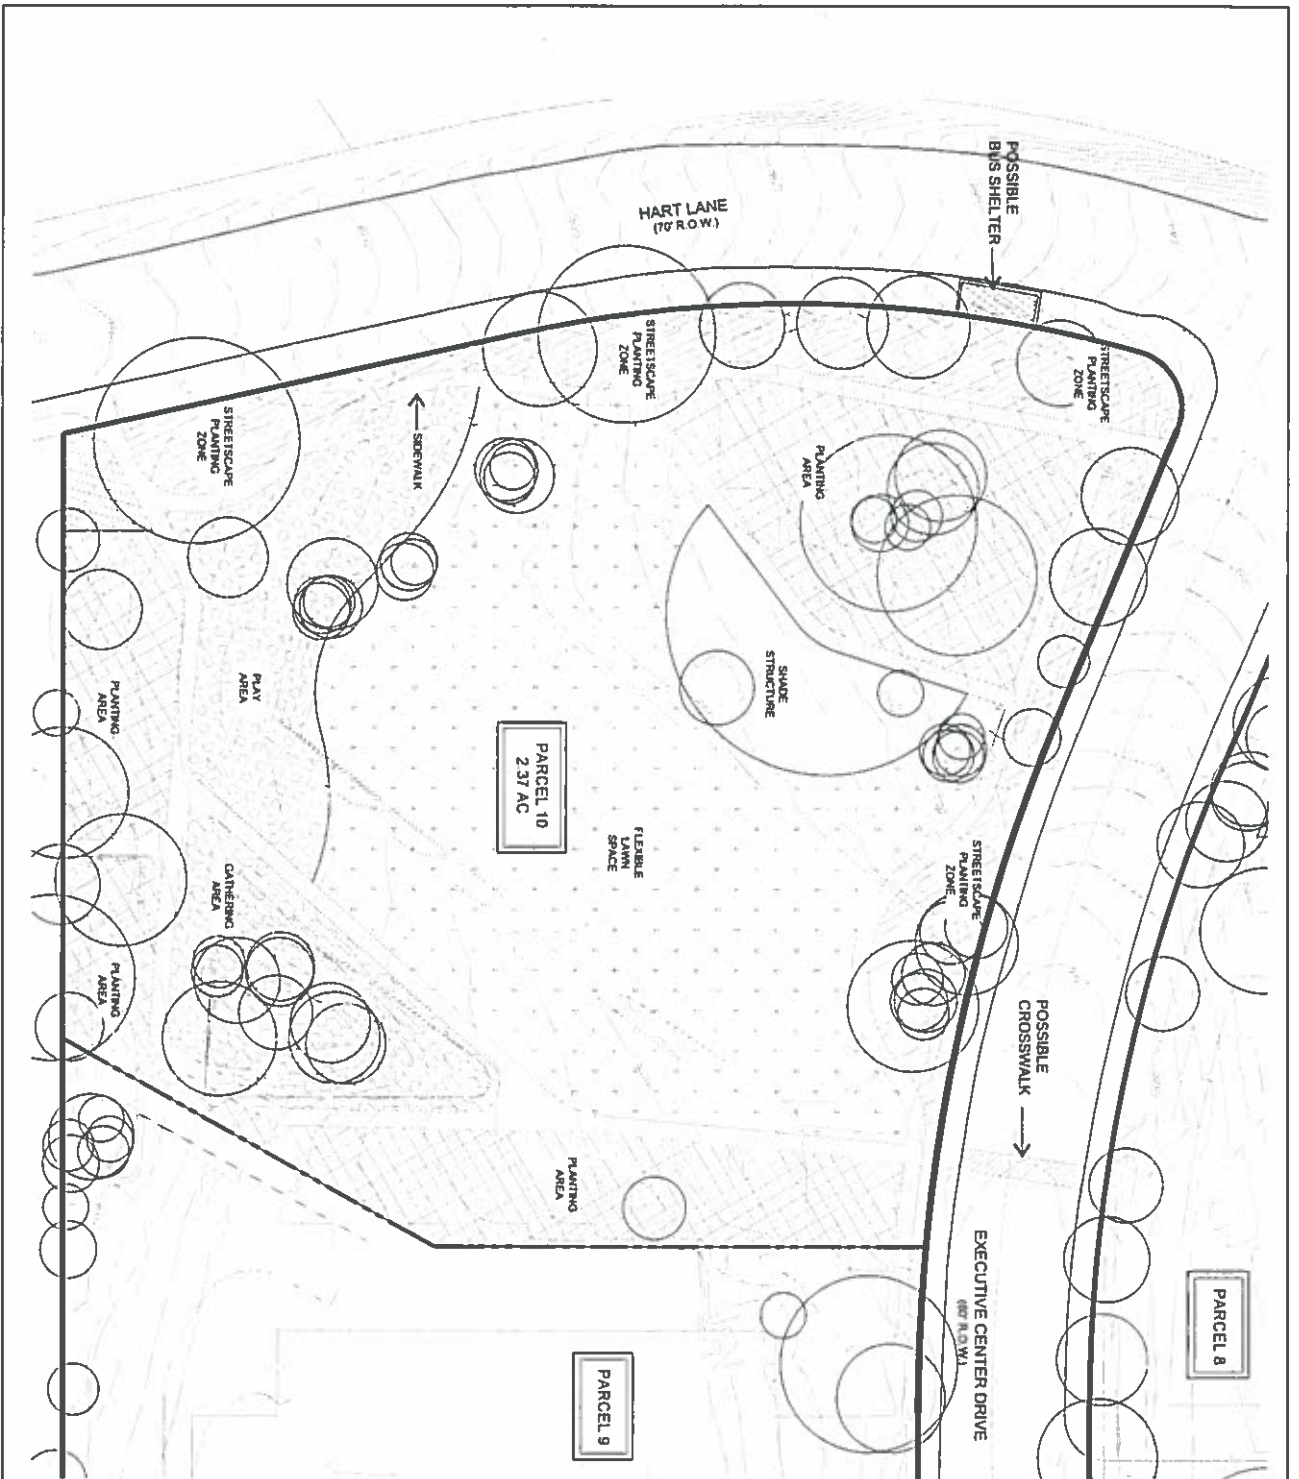 POSSIBLE
BUS SHELTER
HART LANE
(70' R.O.W.)
STREETSCAPE
PLANTING
ZONE
STREETSCAPE
PLANTING
ZONE
STREETSCAPE
PLANTING
ZONE
SIDEWALK
PLANTING
AREA
SHADE
STRUCTURE
PLAY
AREA
PLANTING
AREA
PARCEL 10
2.37 AC
FLEXIBLE
LAWN
SPACE
STREETSCAPE
PLANTING
ZONE
GATHERING
AREA
PLANTING
AREA
POSSIBLE
CROSSWALK
PLANTING
AREA
EXECUTIVE CENTER DRIVE
(60' R.O.W.)
PARCEL 8
PARCEL 9